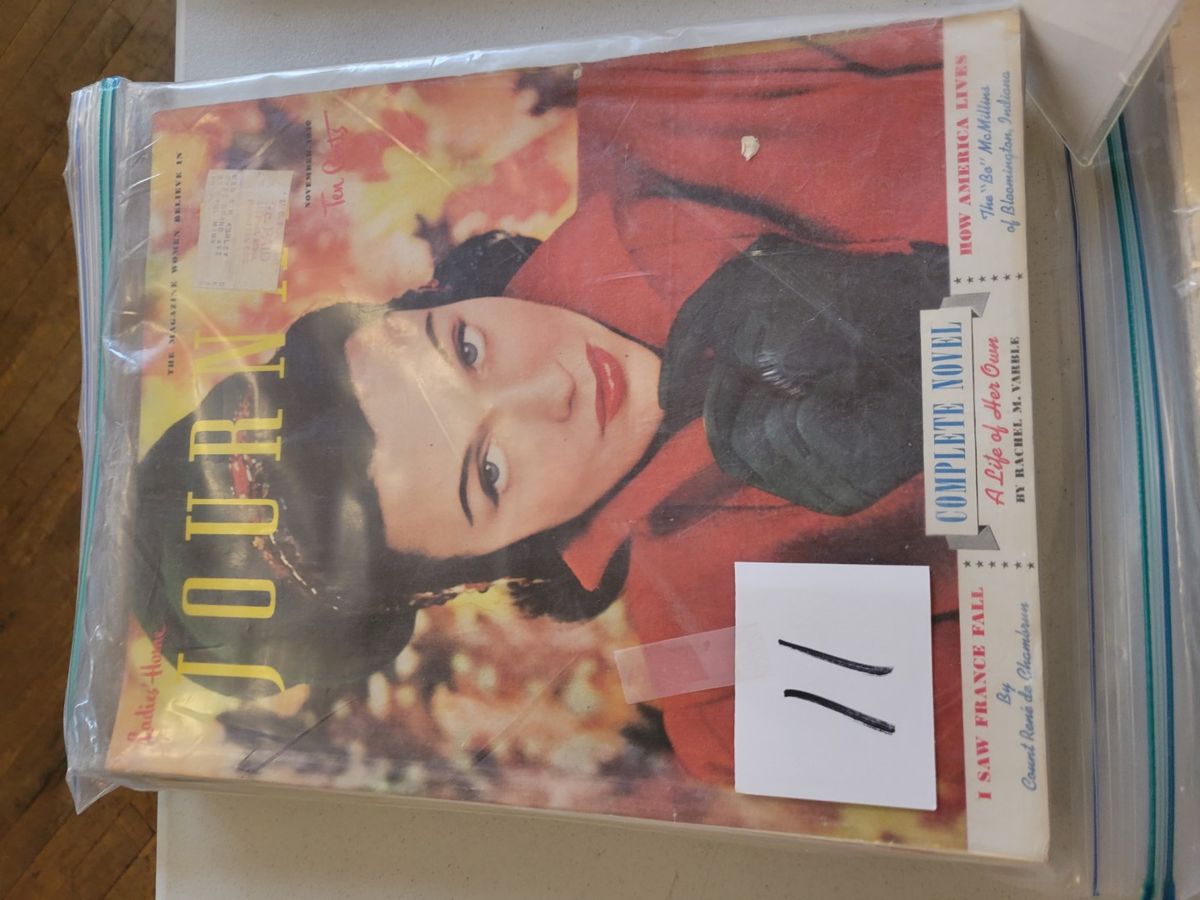 THE MAGAZINE WOMEN BELIEVE IN
Ladies' Home
JOURN
NOVEMBER 1940
Ten Cents
COMPLETE NOVEL
A Life of Her Own
BY RACHEL M. VARBLE
I SAW FRANCE FALL
By
Count René de Chambrun
HOW AMERICA LIVES
The "Bo" McMillins
of Bloomington, Indiana
11